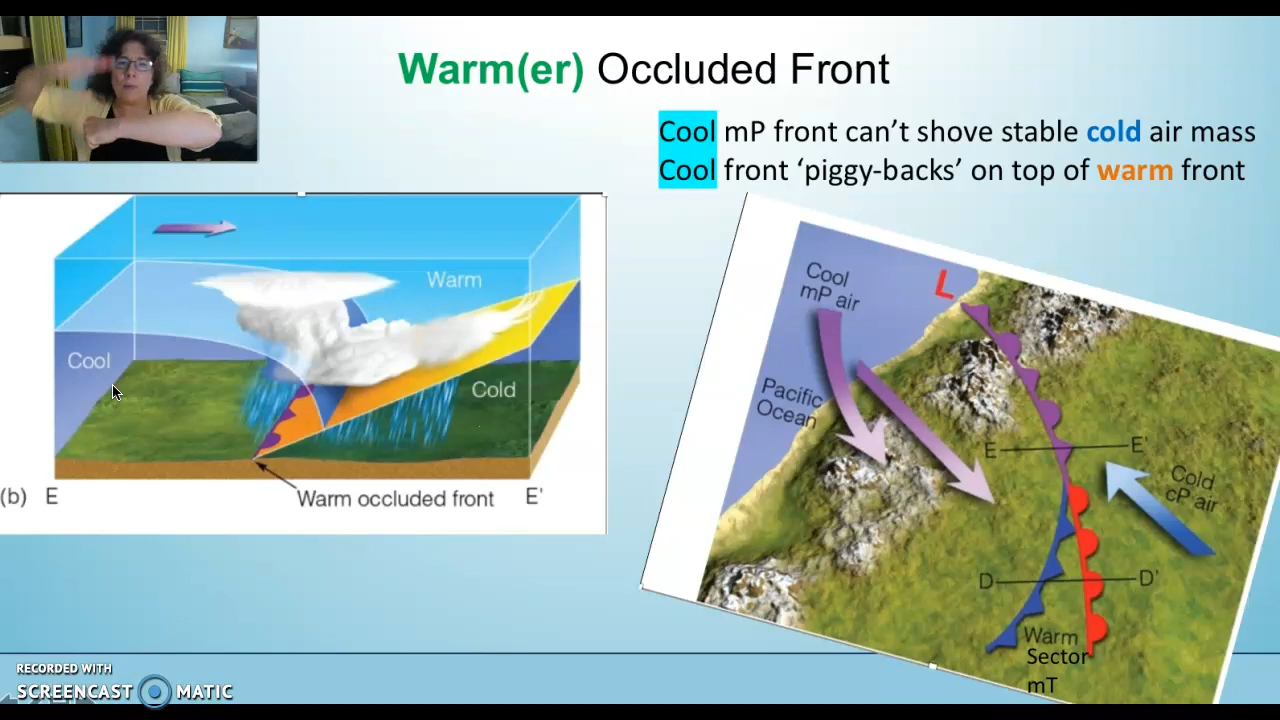 Warm(er) Occluded Front
Cool mP front can’t shove stable cold air mass
Cool front ‘piggy-backs’ on top of warm front
Warm
Cool
Cold
(b) E
Warm occluded front
E'
L
Cool
mP air
Pacific
Ocean
E
E'
Cold
cP air
D
D'
Warm
Sector
mT
RECORDED WITH
SCREENCAST MATIC